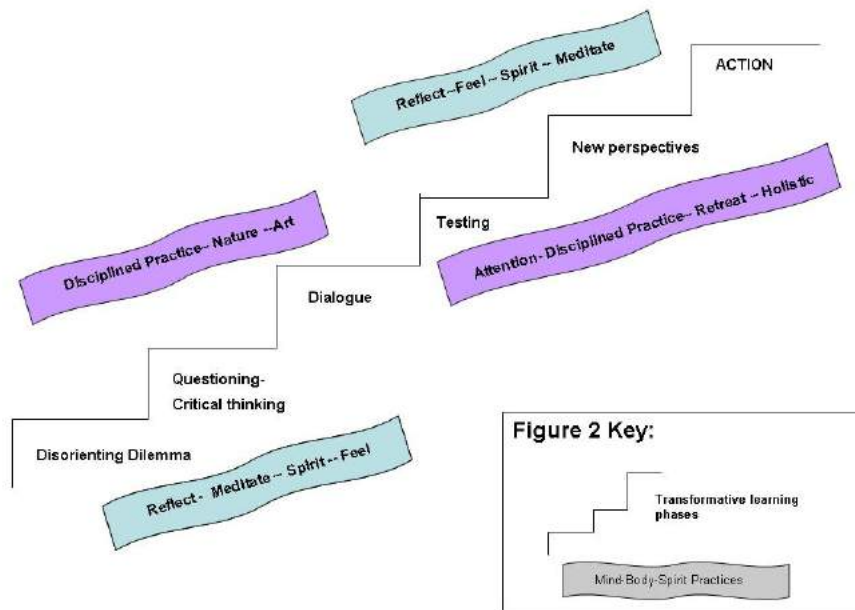 Reflect--Feel -- Spirit -- Meditate
ACTION
New perspectives
Disciplined Practice-- Nature --Art
Testing
Attention- Disciplined Practice-- Retreat -- Holistic
Dialogue
Questioning-
Critical thinking
Disorienting Dilemma
Reflect- Meditate -- Spirit -- Feel
Figure 2 Key:
Transformative learning
phases
Mind-Body-Spirit Practices